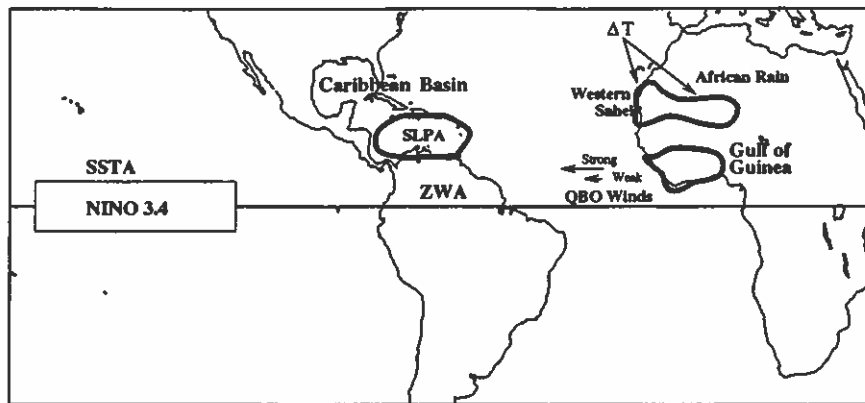 ΔT
African Rain
Caribbean Basin
Western
Sahel
SLPA
Gulf of
Guinea
Strong
Weak
SSTA
ZWA
QBO Winds
NINO 3.4